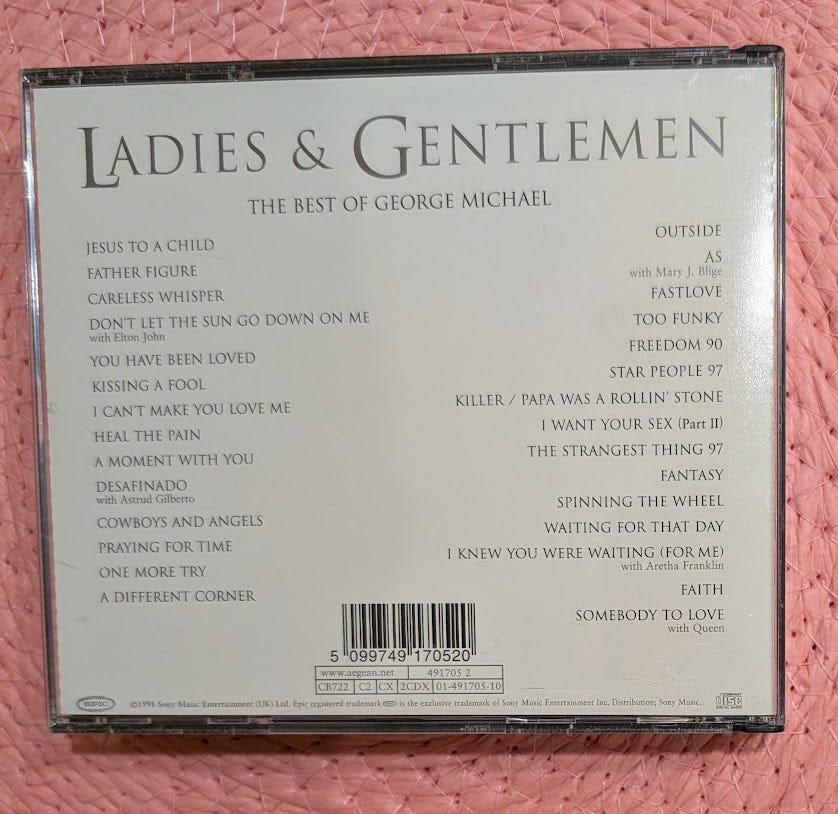 LADIES & GENTLEMEN
THE BEST OF GEORGE MICHAEL
JESUS TO A CHILD
FATHER FIGURE
CARELESS WHISPER
DON'T LET THE SUN GO DOWN ON ME
with Elton John
YOU HAVE BEEN LOVED
KISSING A FOOL
I CAN'T MAKE YOU LOVE ME
HEAL THE PAIN
A MOMENT WITH YOU
DESAFINADO
with Astrud Gilberto
COWBOYS AND ANGELS
PRAYING FOR TIME
ONE MORE TRY
A DIFFERENT CORNER
OUTSIDE
AS
with Mary J. Blige
FASTLOVE
TOO FUNKY
FREEDOM 90
STAR PEOPLE 97
KILLER / PAPA WAS A ROLLIN' STONE
I WANT YOUR SEX (Part II)
THE STRANGEST THING 97
FANTASY
SPINNING THE WHEEL
WAITING FOR THAT DAY
I KNEW YOU WERE WAITING (FOR ME)
with Aretha Franklin
FAITH
SOMEBODY TO LOVE
with Queen
5 099749 170520
www.aegean.net 491705 2
CB722 C2 CX 2CDX 01-491705-10
EPIC ©1998 Sony Music Entertainment (UK) Ltd. Epic registered trademark EPIC is the exclusive trademark of Sony Music Entertainment Inc. Distribution; Sony Music. COMPACT disc DIGITAL AUDIO